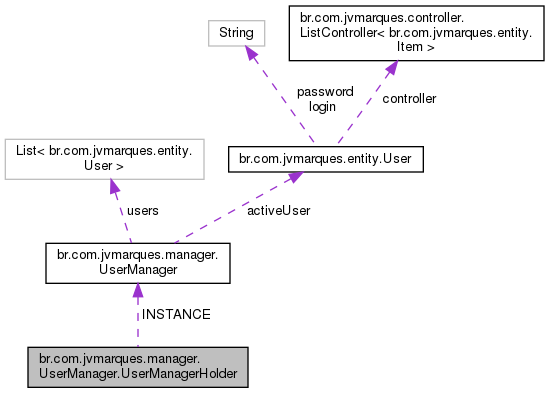 br.com.jvmarques.controller.
ListController< br.com.jvmarques.entity.
Item >
String
password
login
controller
List< br.com.jvmarques.entity.
User >
br.com.jvmarques.entity.User
users
activeUser
br.com.jvmarques.manager.
UserManager
INSTANCE
br.com.jvmarques.manager.
UserManager.UserManagerHolder